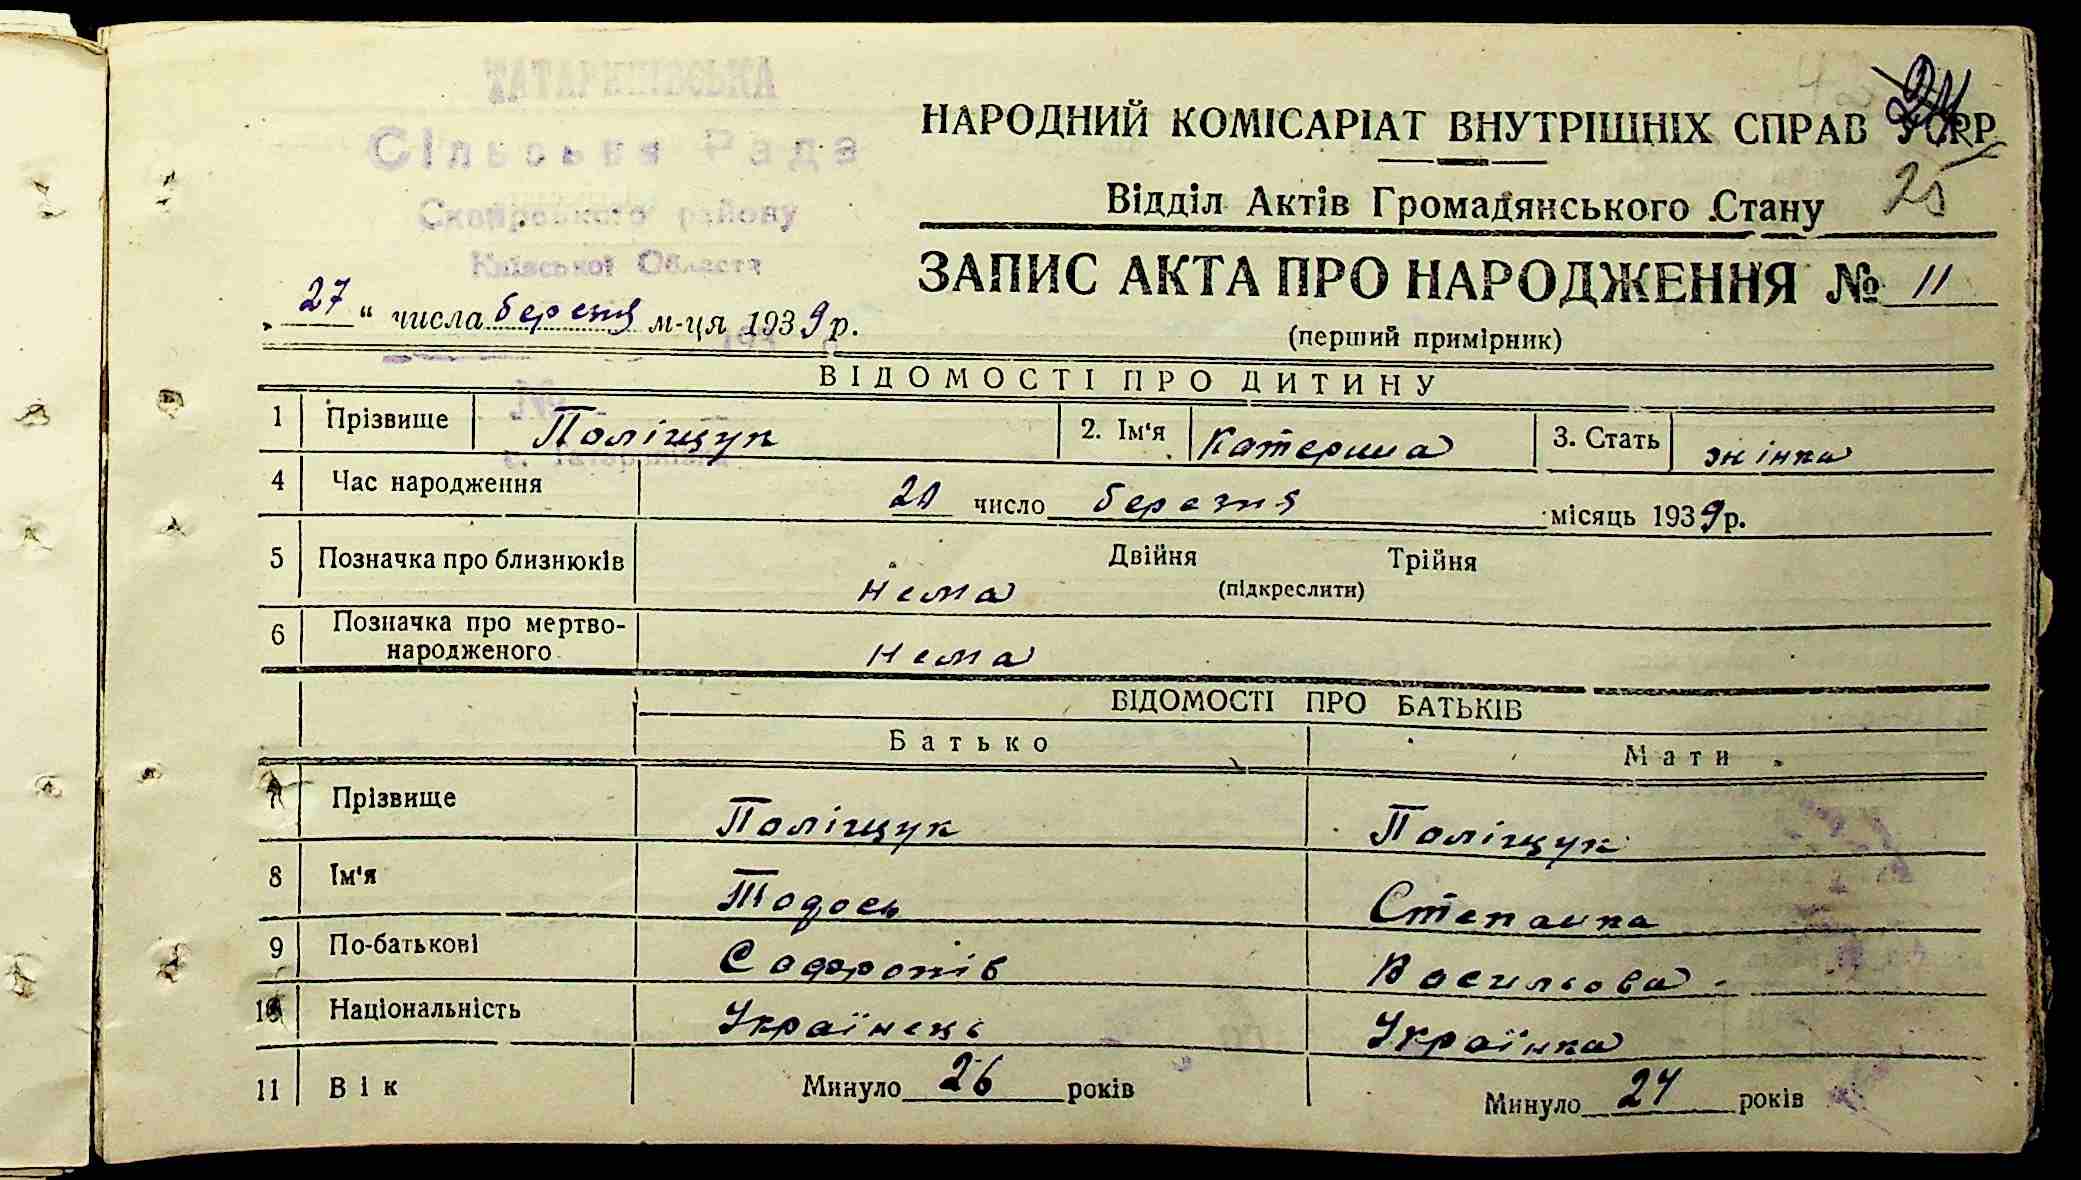 ТАТАРИНІВСЬКА
Сільська Рада
Сквирського району
Київської Області
НАРОДНИЙ КОМІСАРІАТ ВНУТРІШНІХ СПРАВ УСРР
25
Відділ Актів Громадянського Стану
ЗАПИС АКТА ПРО НАРОДЖЕННЯ № 11
(перший примірник)
„27“ числа березня м-ця 1939 р.
ВІДОМОСТІ ПРО ДИТИНУ
1 Прізвище Поліщук 2. Ім'я Катерина 3. Стать жінка
4 Час народження число березня місяць 1939 р.
5 Позначка про близнюків нема Двійня Трійня
(підкреслити)
6 Позначка про мертво-
народженого нема
ВІДОМОСТІ ПРО БАТЬКІВ
Батько Мати
7 Прізвище Поліщук Поліщук
8 Ім'я Тодось Степанка
9 По-батькові Софронів Васильова
10 Національність Українець Українка
11 Вік Минуло 26 років Минуло 24 років